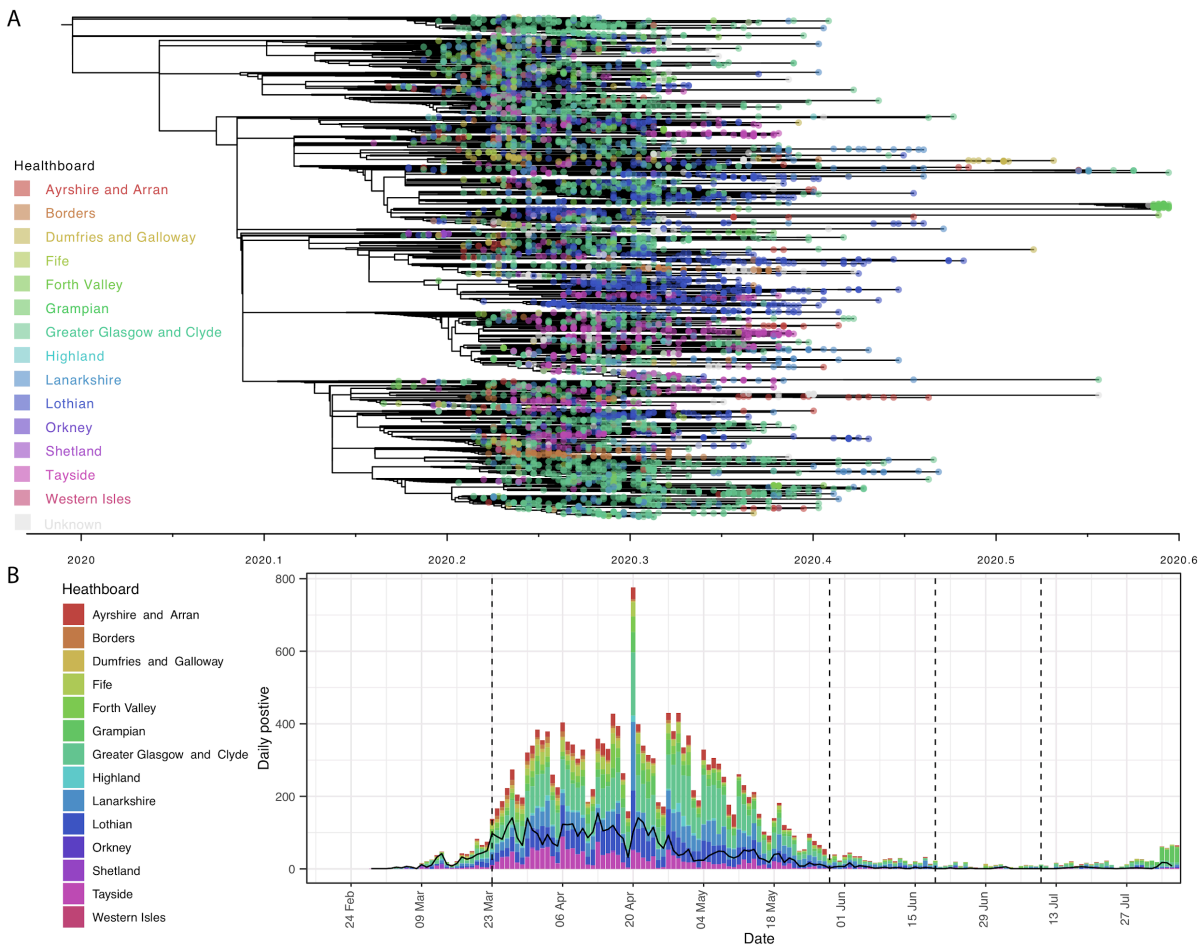 A
Healthboard
Ayrshire and Arran
Borders
Dumfries and Galloway
Fife
Forth Valley
Grampian
Greater Glasgow and Clyde
Highland
Lanarkshire
Lothian
Orkney
Shetland
Tayside
Western Isles
Unknown
2020 2020.1 2020.2 2020.3 2020.4 2020.5 2020.6
B
Heathboard
Ayrshire and Arran
Borders
Dumfries and Galloway
Fife
Forth Valley
Grampian
Greater Glasgow and Clyde
Highland
Lanarkshire
Lothian
Orkney
Shetland
Tayside
Western Isles
Daily postive
800
600
400
200
0
24 Feb 09 Mar 23 Mar 06 Apr 20 Apr 04 May 18 May 01 Jun 15 Jun 29 Jun 13 Jul 27 Jul
Date